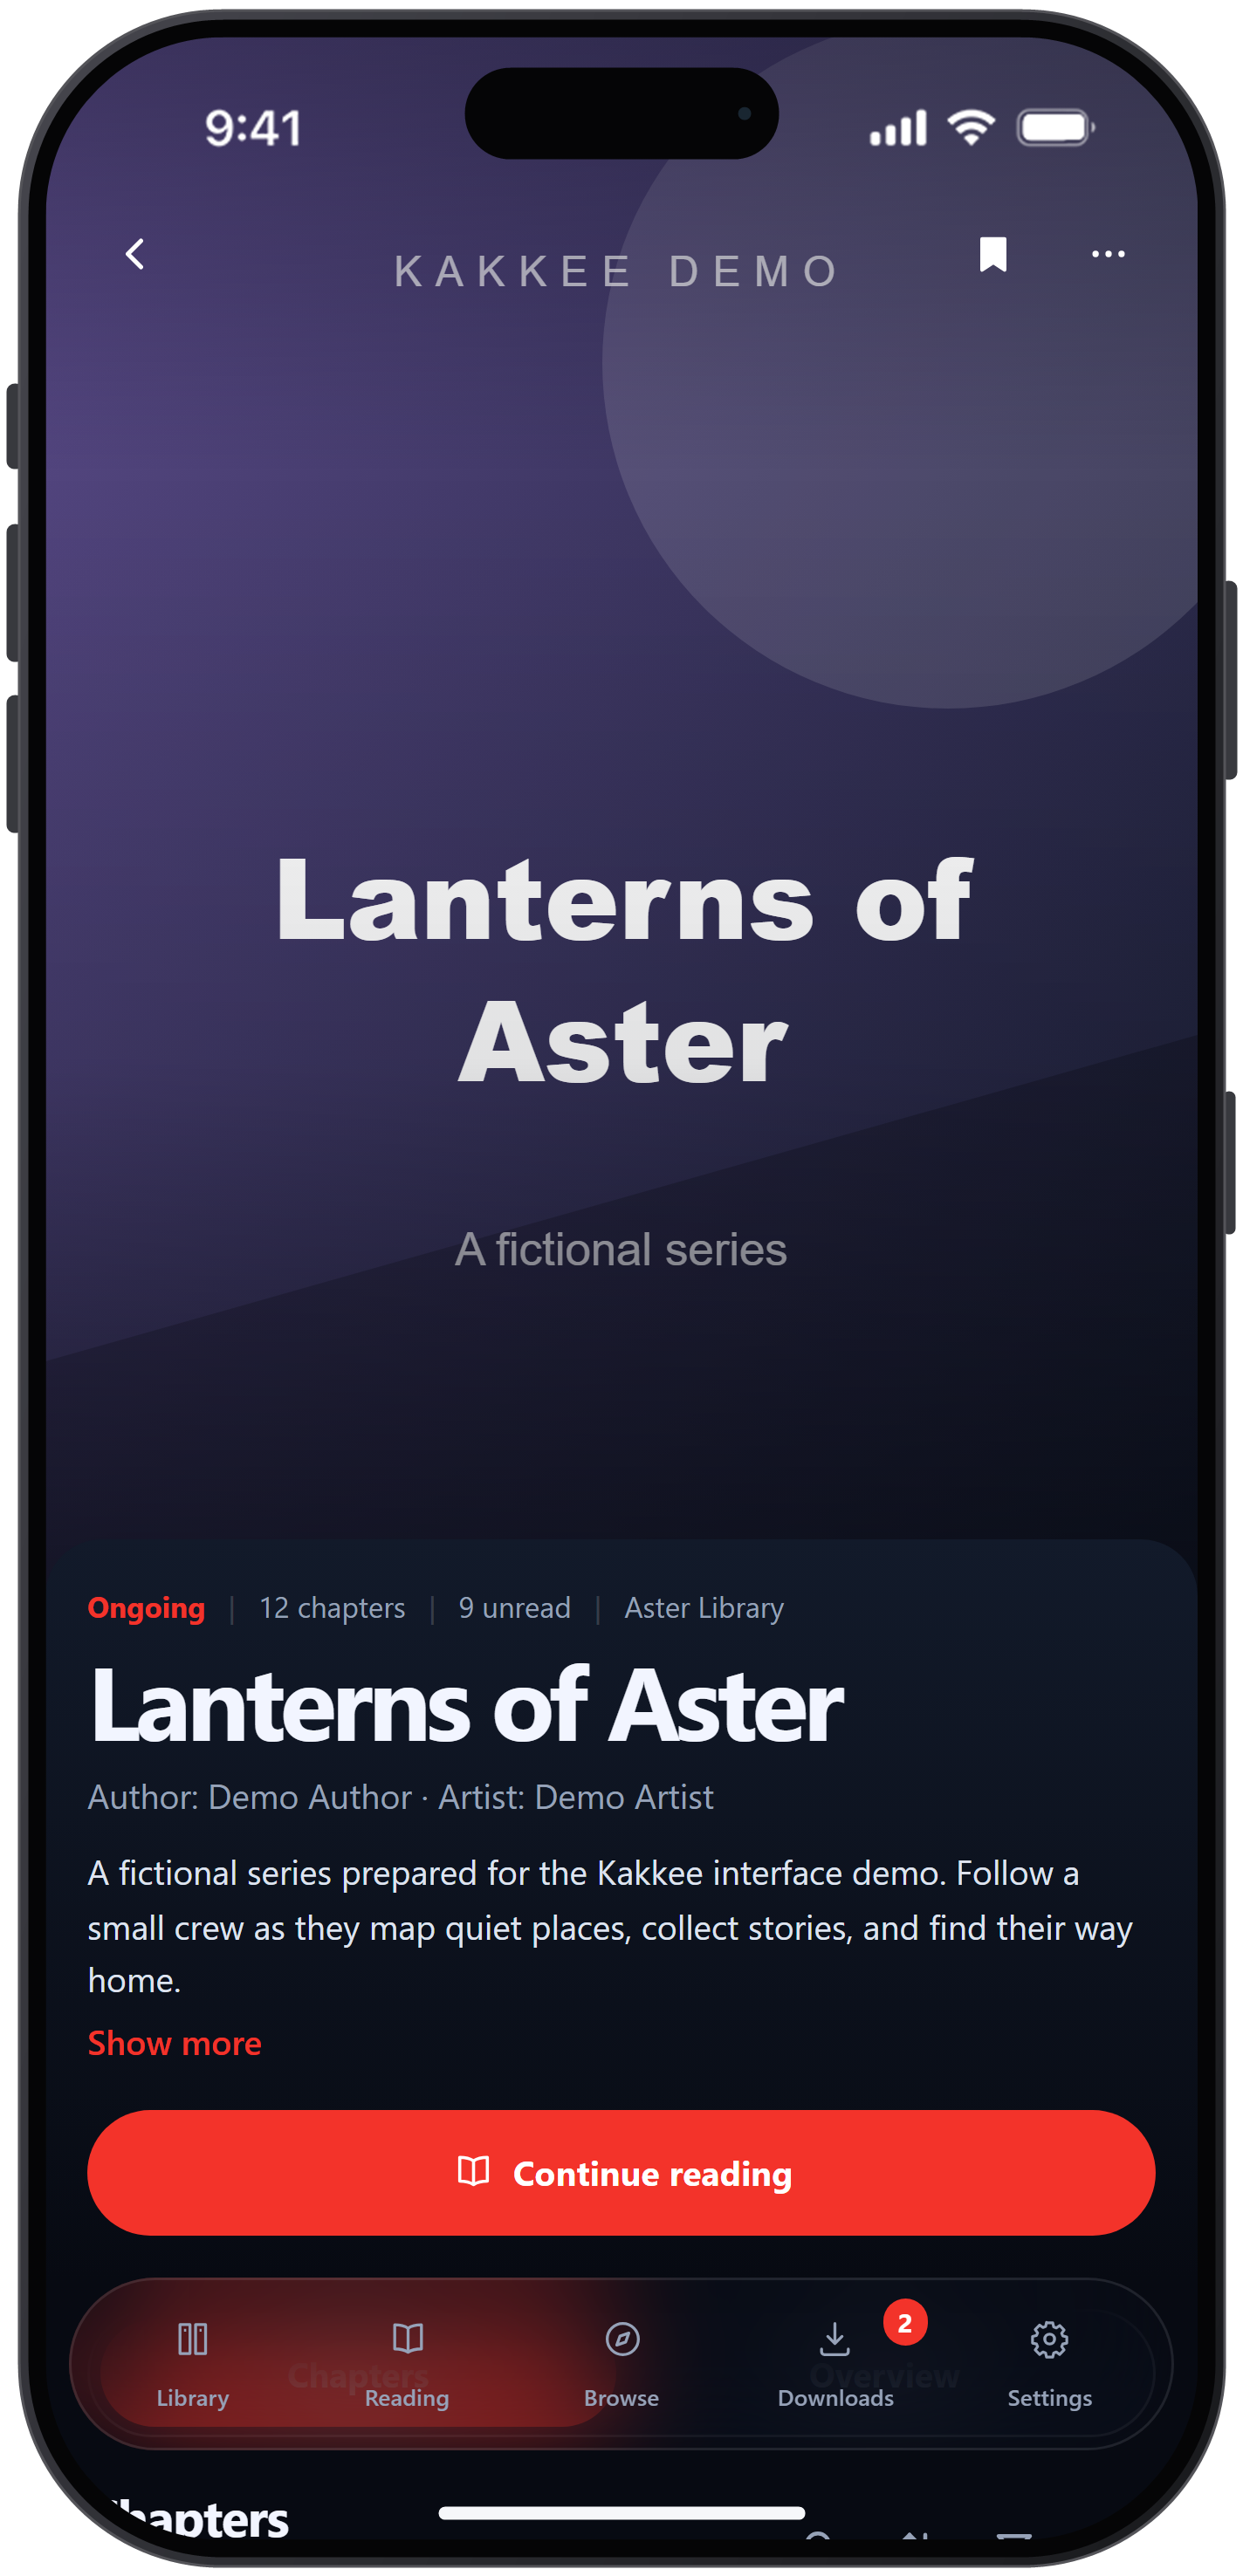 9:41
KAKKEE DEMO
Lanterns of
Aster
A fictional series
Ongoing | 12 chapters | 9 unread | Aster Library
Lanterns of Aster
Author: Demo Author · Artist: Demo Artist
A fictional series prepared for the Kakkee interface demo. Follow a
small crew as they map quiet places, collect stories, and find their way
home.
Show more
Continue reading
2
Chapters Overview
Library Reading Browse Downloads Settings
Chapters